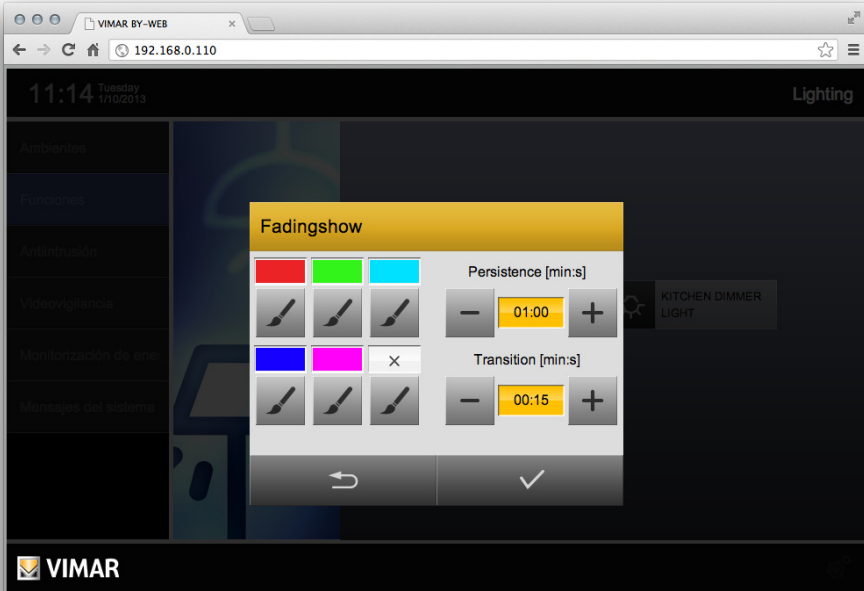 VIMAR BY-WEB
192.168.0.110
11:14 Tuesday
1/10/2013
Lighting
Ambientes
Funciones
Antiintrusión
Videovigilancia
Monitorización de ener
Mensajes del sistema
Fadingshow
Persistence [min:s]
01:00
Transition [min:s]
00:15
KITCHEN DIMMER
LIGHT
VIMAR